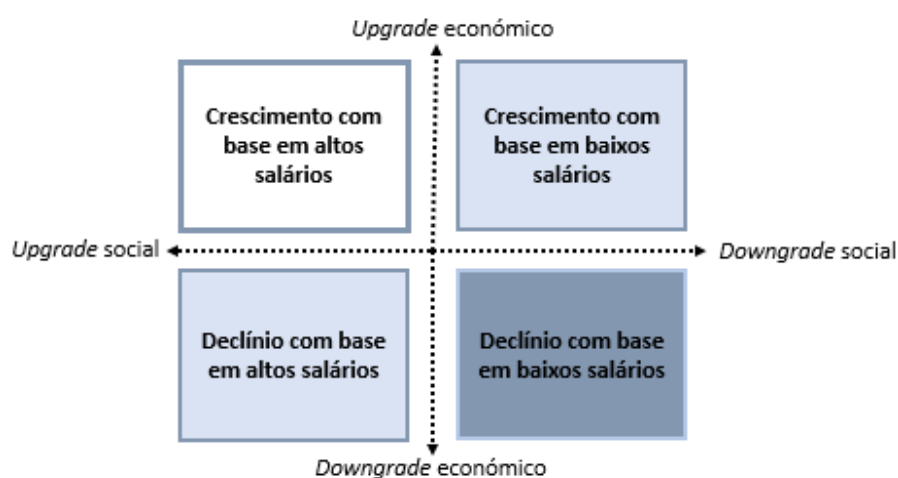 Upgrade económico
Crescimento com
base em altos
salários
Crescimento com
base em baixos
salários
Upgrade social
Downgrade social
Declínio com base
em altos salários
Declínio com base
em baixos salários
Downgrade económico